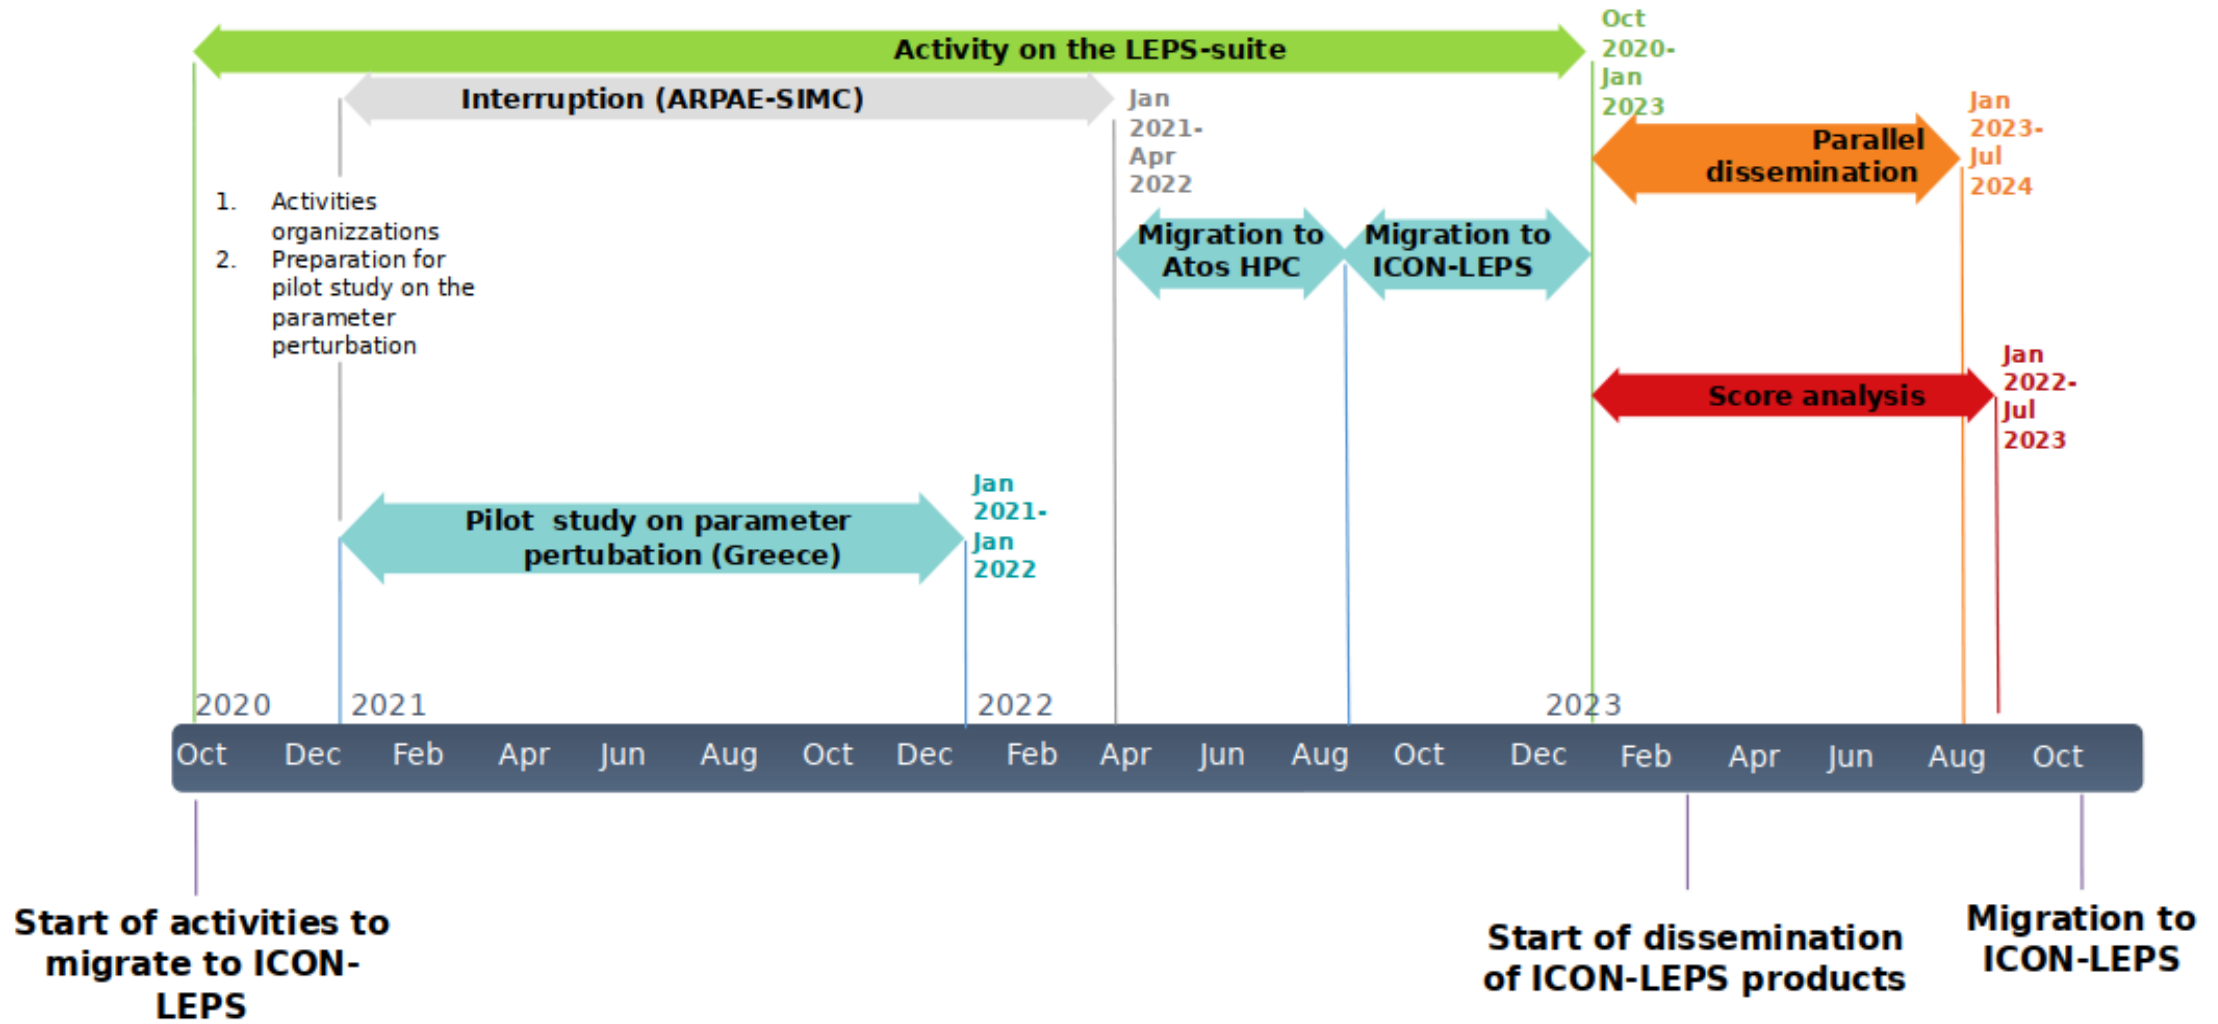 Activity on the LEPS-suite
Oct
2020-
Jan
2023
Interruption (ARPAE-SIMC)
Jan
2021-
Apr
2022
Parallel
dissemination
Jan
2023-
Jul
2024
1. Activities
organizzations
2. Preparation for
pilot study on the
parameter
perturbation
Migration to
Atos HPC
Migration to
ICON-LEPS
Score analysis
Jan
2022-
Jul
2023
Pilot study on parameter
pertubation (Greece)
Jan
2021-
Jan
2022
2020 2021 2022 2023
Oct Dec Feb Apr Jun Aug Oct Dec Feb Apr Jun Aug Oct Dec Feb Apr Jun Aug Oct
Start of activities to
migrate to ICON-
LEPS
Start of dissemination
of ICON-LEPS products
Migration to
ICON-LEPS